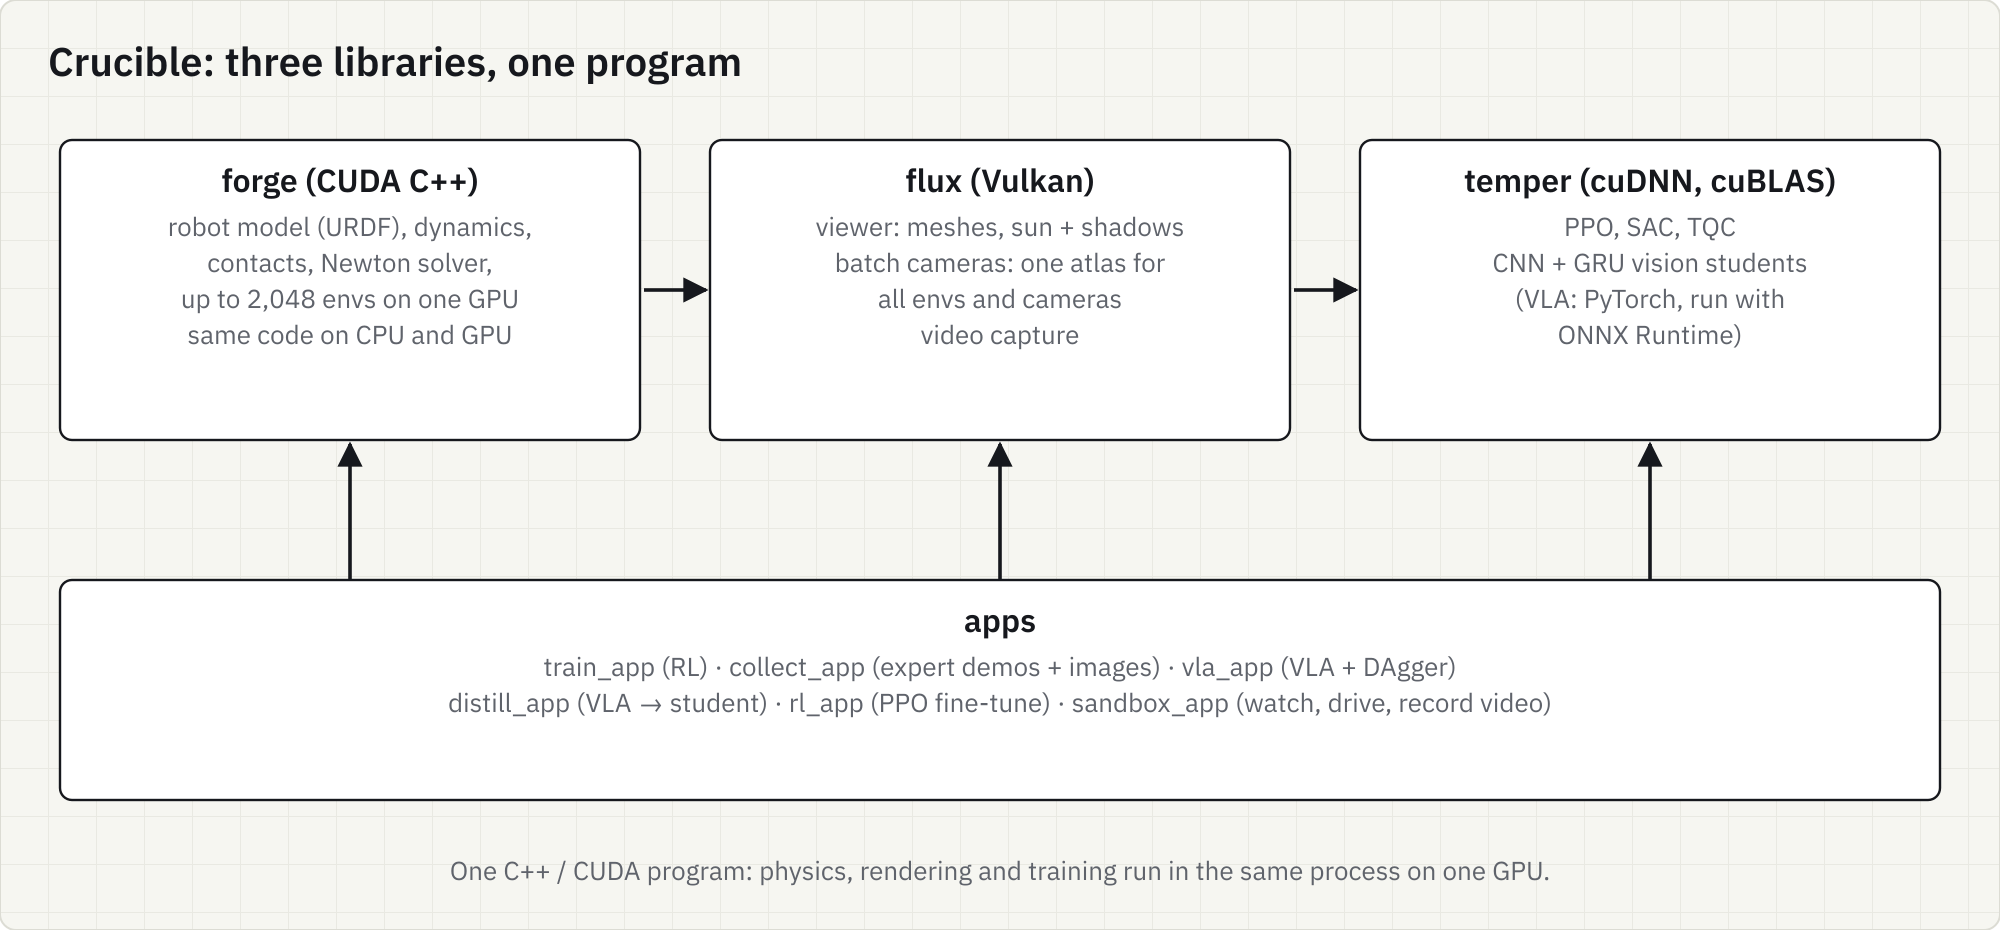 Crucible: three libraries, one program
forge (CUDA C++)
robot model (URDF), dynamics,
contacts, Newton solver,
up to 2,048 envs on one GPU
same code on CPU and GPU
flux (Vulkan)
viewer: meshes, sun + shadows
batch cameras: one atlas for
all envs and cameras
video capture
temper (cuDNN, cuBLAS)
PPO, SAC, TQC
CNN + GRU vision students
(VLA: PyTorch, run with
ONNX Runtime)
apps
train_app (RL) · collect_app (expert demos + images) · vla_app (VLA + DAgger)
distill_app (VLA → student) · rl_app (PPO fine-tune) · sandbox_app (watch, drive, record video)
One C++ / CUDA program: physics, rendering and training run in the same process on one GPU.